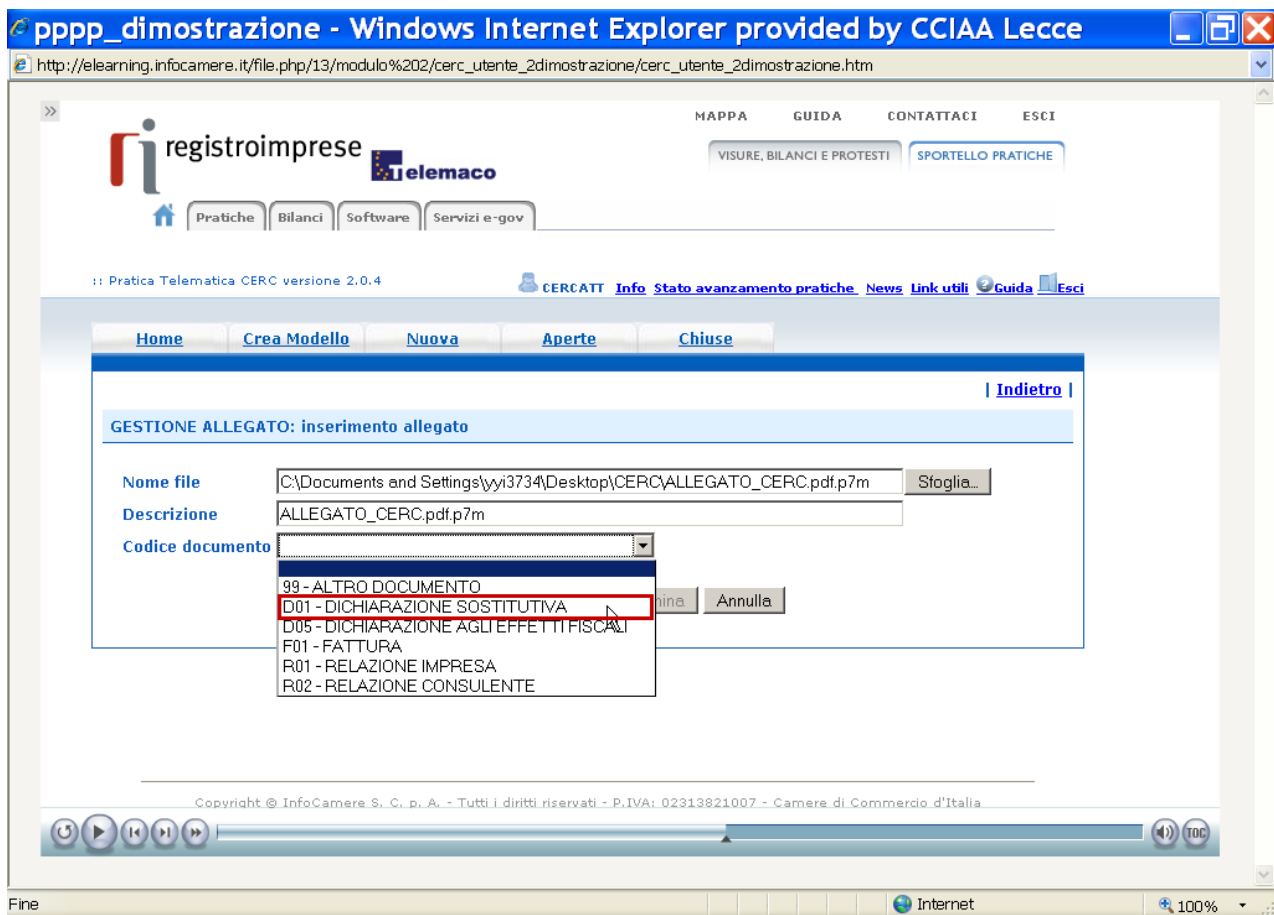 pppp_dimostrazione - Windows Internet Explorer provided by CCIAA Lecce
http://elearning.infocamere.it/file.php/13/modulo%202/cerc_utente_2dimostrazione/cerc_utente_2dimostrazione.htm
MAPPA GUIDA CONTATTACI ESCI
registroimprese
Telemaco
VISURE, BILANCI E PROTESTI SPORTELLO PRATICHE
Pratiche Bilanci Software Servizi e-gov
:: Pratica Telematica CERC versione 2.0.4 CERCATT Info Stato avanzamento pratiche News Link utili Guida Esci
Home Crea Modello Nuova Aperte Chiuse
| Indietro |
GESTIONE ALLEGATO: inserimento allegato
Nome file C:\Documents and Settings\yyi3734\Desktop\CERC\ALLEGATO_CERC.pdf.p7m Sfoglia...
Descrizione ALLEGATO_CERC.pdf.p7m
Codice documento
99 - ALTRO DOCUMENTO
D01 - DICHIARAZIONE SOSTITUTIVA Annulla
D05 - DICHIARAZIONE AGLI EFFETTI FISCALI
F01 - FATTURA
R01 - RELAZIONE IMPRESA
R02 - RELAZIONE CONSULENTE
Copyright © InfoCamere S. C. p. A. - Tutti i diritti riservati - P.IVA: 02313821007 - Camere di Commercio d'Italia
TOC
Fine Internet 100%